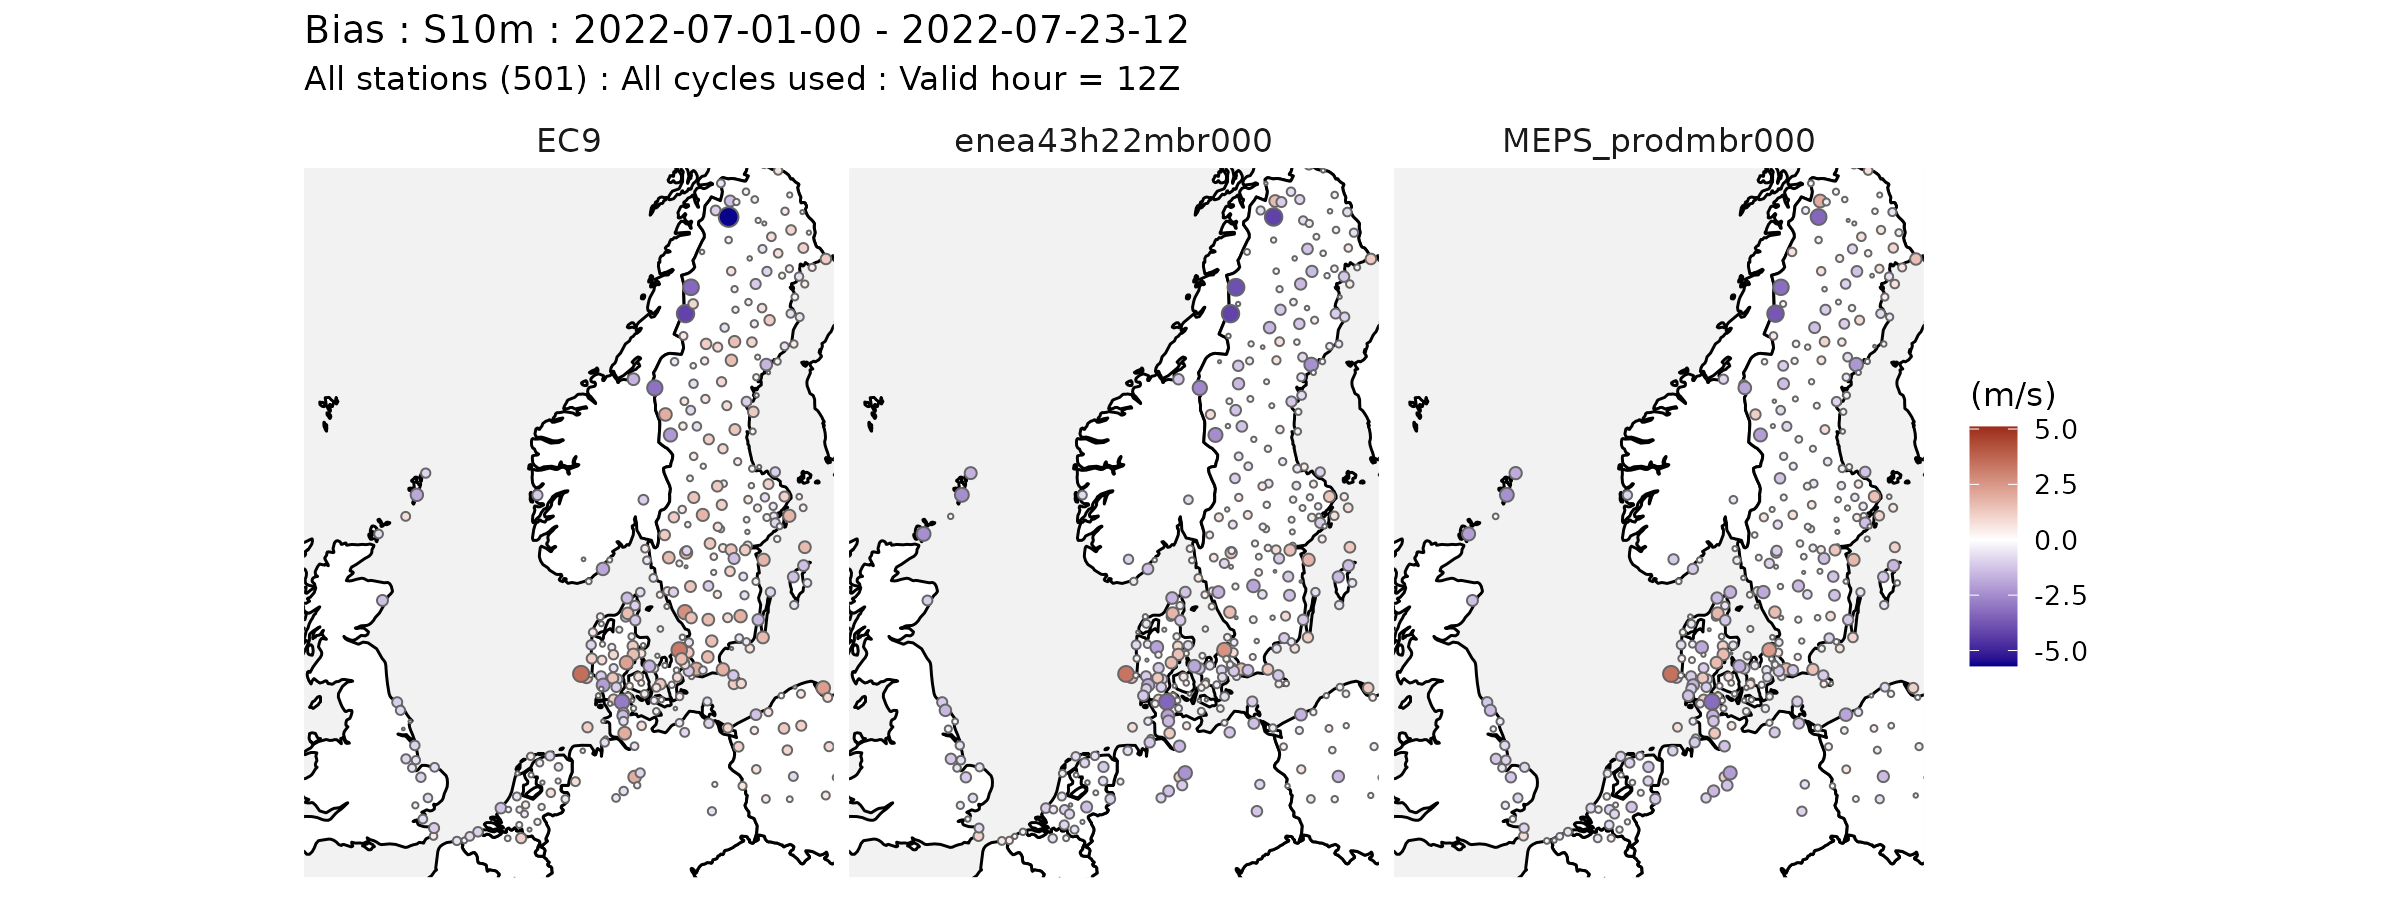 Bias : S10m : 2022-07-01-00 - 2022-07-23-12
All stations (501) : All cycles used : Valid hour = 12Z
EC9
enea43h22mbr000
MEPS_prodmbr000
(m/s)
5.0
2.5
0.0
-2.5
-5.0